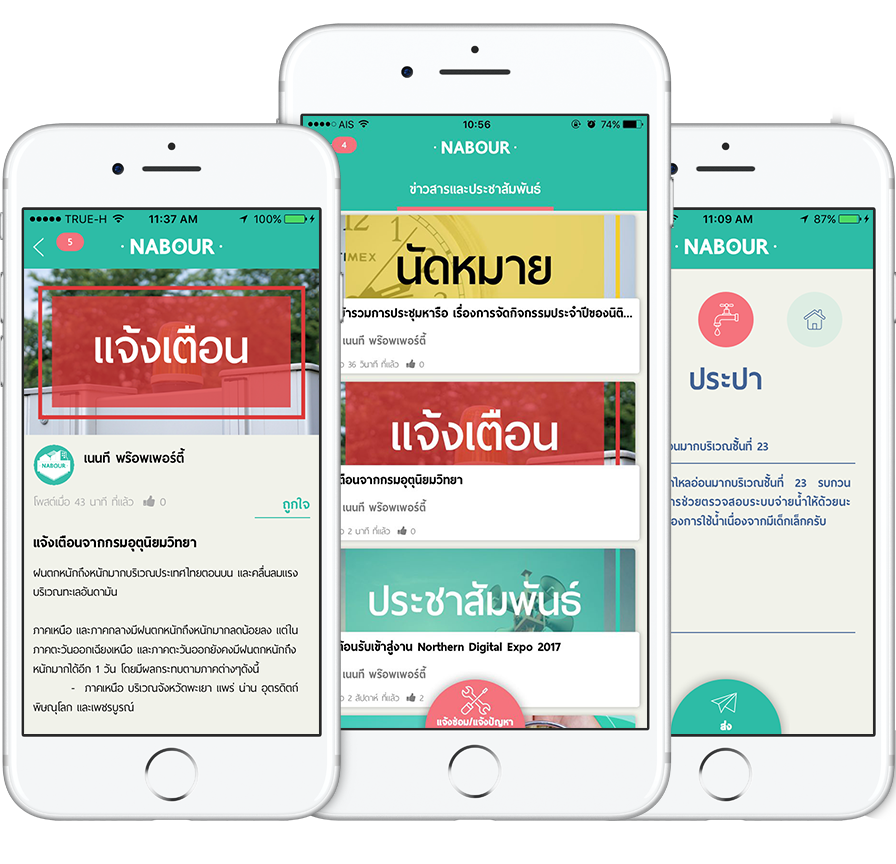 TRUE-H 11:37 AM 100%
5
· NABOUR ·
แจ้งเตือน
NABOUR
เนนที พร๊อพเพอร์ตี้
โพสต์เมื่อ 43 นาที ที่แล้ว 0
ถูกใจ
แจ้งเตือนจากกรมอุตุนิยมวิทยา
ฝนตกหนักถึงหนักมากบริเวณประเทศไทยตอนบน และคลื่นลมแรง
บริเวณทะเลอันดามัน
ภาคเหนือ และภาคกลางมีฝนตกหนักถึงหนักมากลดน้อยลง แต่ใน
ภาคตะวันออกเฉียงเหนือ และภาคตะวันออกยังคงมีฝนตกหนักถึง
หนักมากได้อีก 1 วัน โดยมีผลกระทบตามภาคต่างๆดังนี้
- ภาคเหนือ บริเวณจังหวัดพะเยา แพร่ น่าน อุตรดิตถ์
พิษณุโลก และเพชรบูรณ์
AIS 10:56 74%
4
· NABOUR ·
ข่าวสารและประชาสัมพันธ์
12 1 2
นัดหมาย
ร่วมการประชุมหารือ เรื่องการจัดกิจกรรมประจำปีของนิติ...
เนนที พร๊อพเพอร์ตี้
36 วินาที ที่แล้ว 0
แจ้งเตือน
เตือนจากกรมอุตุนิยมวิทยา
เนนที พร๊อพเพอร์ตี้
2 นาที ที่แล้ว 0
ประชาสัมพันธ์
ต้อนรับเข้าสู่งาน Northern Digital Expo 2017
เนนที พร๊อพเพอร์ตี้
2 สัปดาห์ ที่แล้ว 2
แจ้งซ่อม/แจ้งปัญหา
11:09 AM 87%
· NABOUR ·
ประปา
อนมากบริเวณชั้นที่ 23
ไหลอ่อนมากบริเวณชั้นที่ 23 รบกวน
การช่วยตรวจสอบระบบจ่ายน้ำให้ด้วยนะ
องการใช้น้ำเนื่องจากมีเด็กเล็กครับ
ส่ง